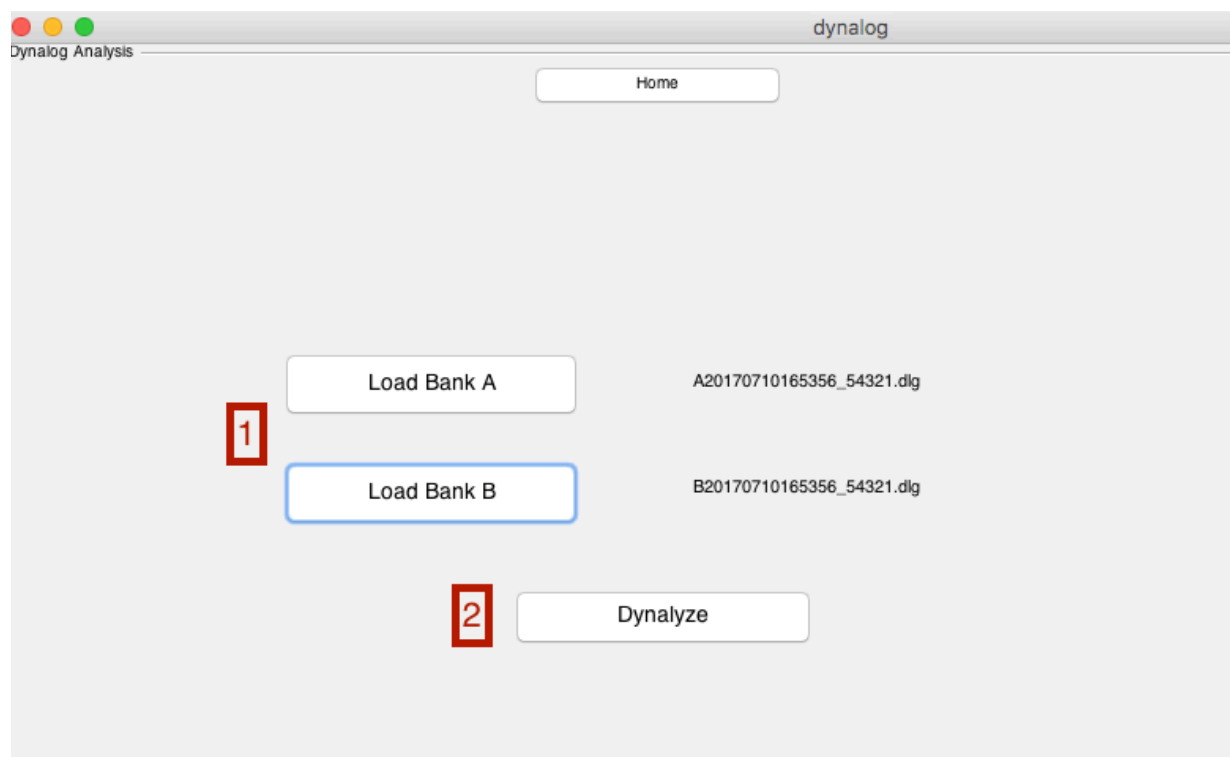 dynalog
Dynalog Analysis
Home
Load Bank A
A20170710165356_54321.dlg
1
Load Bank B
B20170710165356_54321.dlg
2
Dynalyze